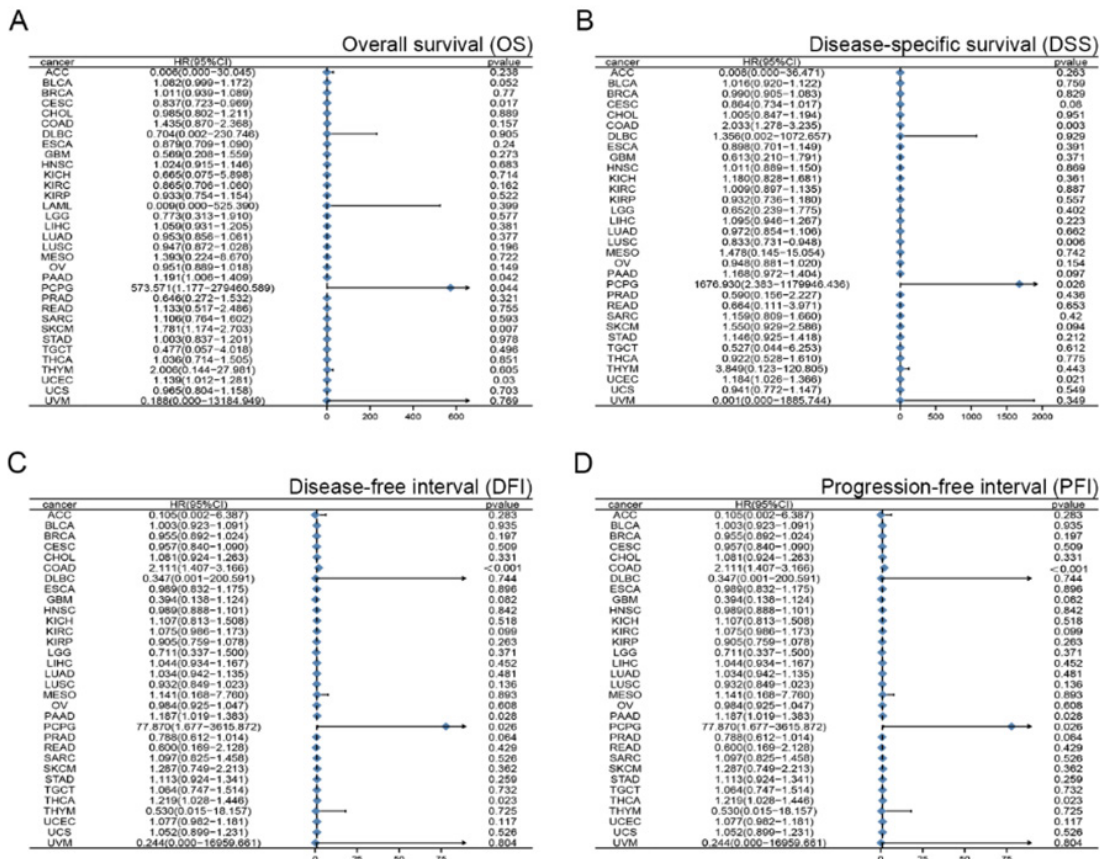 A
Overall survival (OS)
cancer HR(95%CI) pvalue
ACC 0.006(0.000−30.045) 0.238
BLCA 1.082(0.999−1.172) 0.052
BRCA 1.011(0.939−1.089) 0.77
CESC 0.837(0.723−0.969) 0.017
CHOL 0.985(0.802−1.211) 0.889
COAD 1.435(0.870−2.368) 0.157
DLBC 0.704(0.002−230.746) 0.905
ESCA 0.879(0.709−1.090) 0.24
GBM 0.569(0.208−1.559) 0.273
HNSC 1.024(0.915−1.146) 0.683
KICH 0.665(0.075−5.898) 0.714
KIRC 0.865(0.706−1.060) 0.162
KIRP 0.933(0.754−1.154) 0.522
LAML 0.009(0.000−525.390) 0.399
LGG 0.773(0.313−1.910) 0.577
LIHC 1.059(0.931−1.205) 0.381
LUAD 0.953(0.856−1.061) 0.377
LUSC 0.947(0.872−1.028) 0.196
MESO 1.393(0.224−8.670) 0.722
OV 0.951(0.889−1.018) 0.149
PAAD 1.191(1.006−1.409) 0.042
PCPG 573.571(1.177−279460.589) 0.044
PRAD 0.646(0.272−1.532) 0.321
READ 1.133(0.517−2.486) 0.755
SARC 1.106(0.764−1.602) 0.593
SKCM 1.781(1.174−2.703) 0.007
STAD 1.003(0.837−1.201) 0.978
TGCT 0.477(0.057−4.018) 0.496
THCA 1.036(0.714−1.505) 0.851
THYM 2.006(0.144−27.981) 0.605
UCEC 1.139(1.012−1.281) 0.03
UCS 0.965(0.804−1.158) 0.703
UVM 0.188(0.000−13184.949) 0.769
0 200 400 600
B
Disease-specific survival (DSS)
cancer HR(95%CI) pvalue
ACC 0.008(0.000−36.471) 0.263
BLCA 1.016(0.920−1.122) 0.759
BRCA 0.990(0.905−1.083) 0.829
CESC 0.864(0.734−1.017) 0.08
CHOL 1.005(0.847−1.194) 0.951
COAD 2.033(1.278−3.235) 0.003
DLBC 1.356(0.002−1072.657) 0.929
ESCA 0.898(0.701−1.149) 0.391
GBM 0.613(0.210−1.791) 0.371
HNSC 1.011(0.889−1.150) 0.869
KICH 1.180(0.828−1.681) 0.361
KIRC 1.009(0.897−1.135) 0.887
KIRP 0.932(0.736−1.180) 0.557
LGG 0.652(0.239−1.775) 0.402
LIHC 1.095(0.946−1.267) 0.223
LUAD 0.972(0.854−1.106) 0.662
LUSC 0.833(0.731−0.948) 0.006
MESO 1.478(0.145−15.054) 0.742
OV 0.948(0.881−1.020) 0.154
PAAD 1.168(0.972−1.404) 0.097
PCPG 1676.930(2.383−1179946.436) 0.026
PRAD 0.590(0.156−2.227) 0.436
READ 0.664(0.111−3.971) 0.653
SARC 1.159(0.809−1.660) 0.42
SKCM 1.550(0.929−2.586) 0.094
STAD 1.146(0.925−1.418) 0.212
TGCT 0.527(0.044−6.253) 0.612
THCA 0.922(0.528−1.610) 0.775
THYM 3.849(0.123−120.805) 0.443
UCEC 1.184(1.026−1.366) 0.021
UCS 0.941(0.772−1.147) 0.549
UVM 0.001(0.000−1885.744) 0.349
0 500 1000 1500 2000
C
Disease-free interval (DFI)
cancer HR(95%CI) pvalue
ACC 0.105(0.002−6.387) 0.283
BLCA 1.003(0.923−1.091) 0.935
BRCA 0.955(0.892−1.024) 0.197
CESC 0.957(0.840−1.090) 0.509
CHOL 1.081(0.924−1.263) 0.331
COAD 2.111(1.407−3.166) <0.001
DLBC 0.347(0.001−200.591) 0.744
ESCA 0.989(0.832−1.175) 0.896
GBM 0.394(0.138−1.124) 0.082
HNSC 0.989(0.888−1.101) 0.842
KICH 1.107(0.813−1.508) 0.518
KIRC 1.075(0.986−1.173) 0.099
KIRP 0.905(0.759−1.078) 0.263
LGG 0.711(0.337−1.500) 0.371
LIHC 1.044(0.934−1.167) 0.452
LUAD 1.034(0.942−1.135) 0.481
LUSC 0.932(0.849−1.023) 0.136
MESO 1.141(0.168−7.760) 0.893
OV 0.984(0.925−1.047) 0.608
PAAD 1.187(1.019−1.383) 0.028
PCPG 77.870(1.677−3615.872) 0.026
PRAD 0.788(0.612−1.014) 0.064
READ 0.600(0.169−2.128) 0.429
SARC 1.097(0.825−1.458) 0.526
SKCM 1.287(0.749−2.213) 0.362
STAD 1.113(0.924−1.341) 0.259
TGCT 1.064(0.747−1.514) 0.732
THCA 1.219(1.028−1.446) 0.023
THYM 0.530(0.015−18.157) 0.725
UCEC 1.077(0.982−1.181) 0.117
UCS 1.052(0.899−1.231) 0.526
UVM 0.244(0.000−16959.661) 0.804
0 25 50 75
D
Progression-free interval (PFI)
cancer HR(95%CI) pvalue
ACC 0.105(0.002−6.387) 0.283
BLCA 1.003(0.923−1.091) 0.935
BRCA 0.955(0.892−1.024) 0.197
CESC 0.957(0.840−1.090) 0.509
CHOL 1.081(0.924−1.263) 0.331
COAD 2.111(1.407−3.166) <0.001
DLBC 0.347(0.001−200.591) 0.744
ESCA 0.989(0.832−1.175) 0.896
GBM 0.394(0.138−1.124) 0.082
HNSC 0.989(0.888−1.101) 0.842
KICH 1.107(0.813−1.508) 0.518
KIRC 1.075(0.986−1.173) 0.099
KIRP 0.905(0.759−1.078) 0.263
LGG 0.711(0.337−1.500) 0.371
LIHC 1.044(0.934−1.167) 0.452
LUAD 1.034(0.942−1.135) 0.481
LUSC 0.932(0.849−1.023) 0.136
MESO 1.141(0.168−7.760) 0.893
OV 0.984(0.925−1.047) 0.608
PAAD 1.187(1.019−1.383) 0.028
PCPG 77.870(1.677−3615.872) 0.026
PRAD 0.788(0.612−1.014) 0.064
READ 0.600(0.169−2.128) 0.429
SARC 1.097(0.825−1.458) 0.526
SKCM 1.287(0.749−2.213) 0.362
STAD 1.113(0.924−1.341) 0.259
TGCT 1.064(0.747−1.514) 0.732
THCA 1.219(1.028−1.446) 0.023
THYM 0.530(0.015−18.157) 0.725
UCEC 1.077(0.982−1.181) 0.117
UCS 1.052(0.899−1.231) 0.526
UVM 0.244(0.000−16959.661) 0.804
0 25 50 75